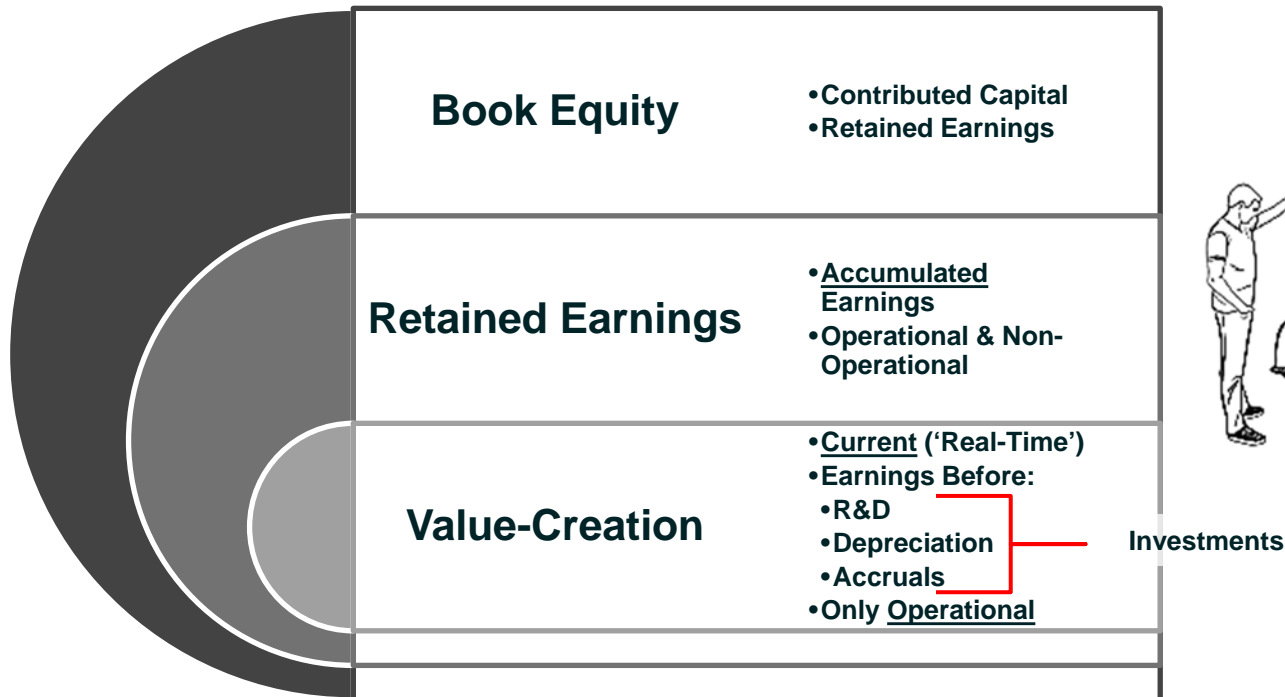 Book Equity
•Contributed Capital
•Retained Earnings
Retained Earnings
•Accumulated
Earnings
•Operational & Non-
Operational
Value-Creation
•Current (‘Real-Time’)
•Earnings Before:
•R&D
•Depreciation
•Accruals
•Only Operational
Investments